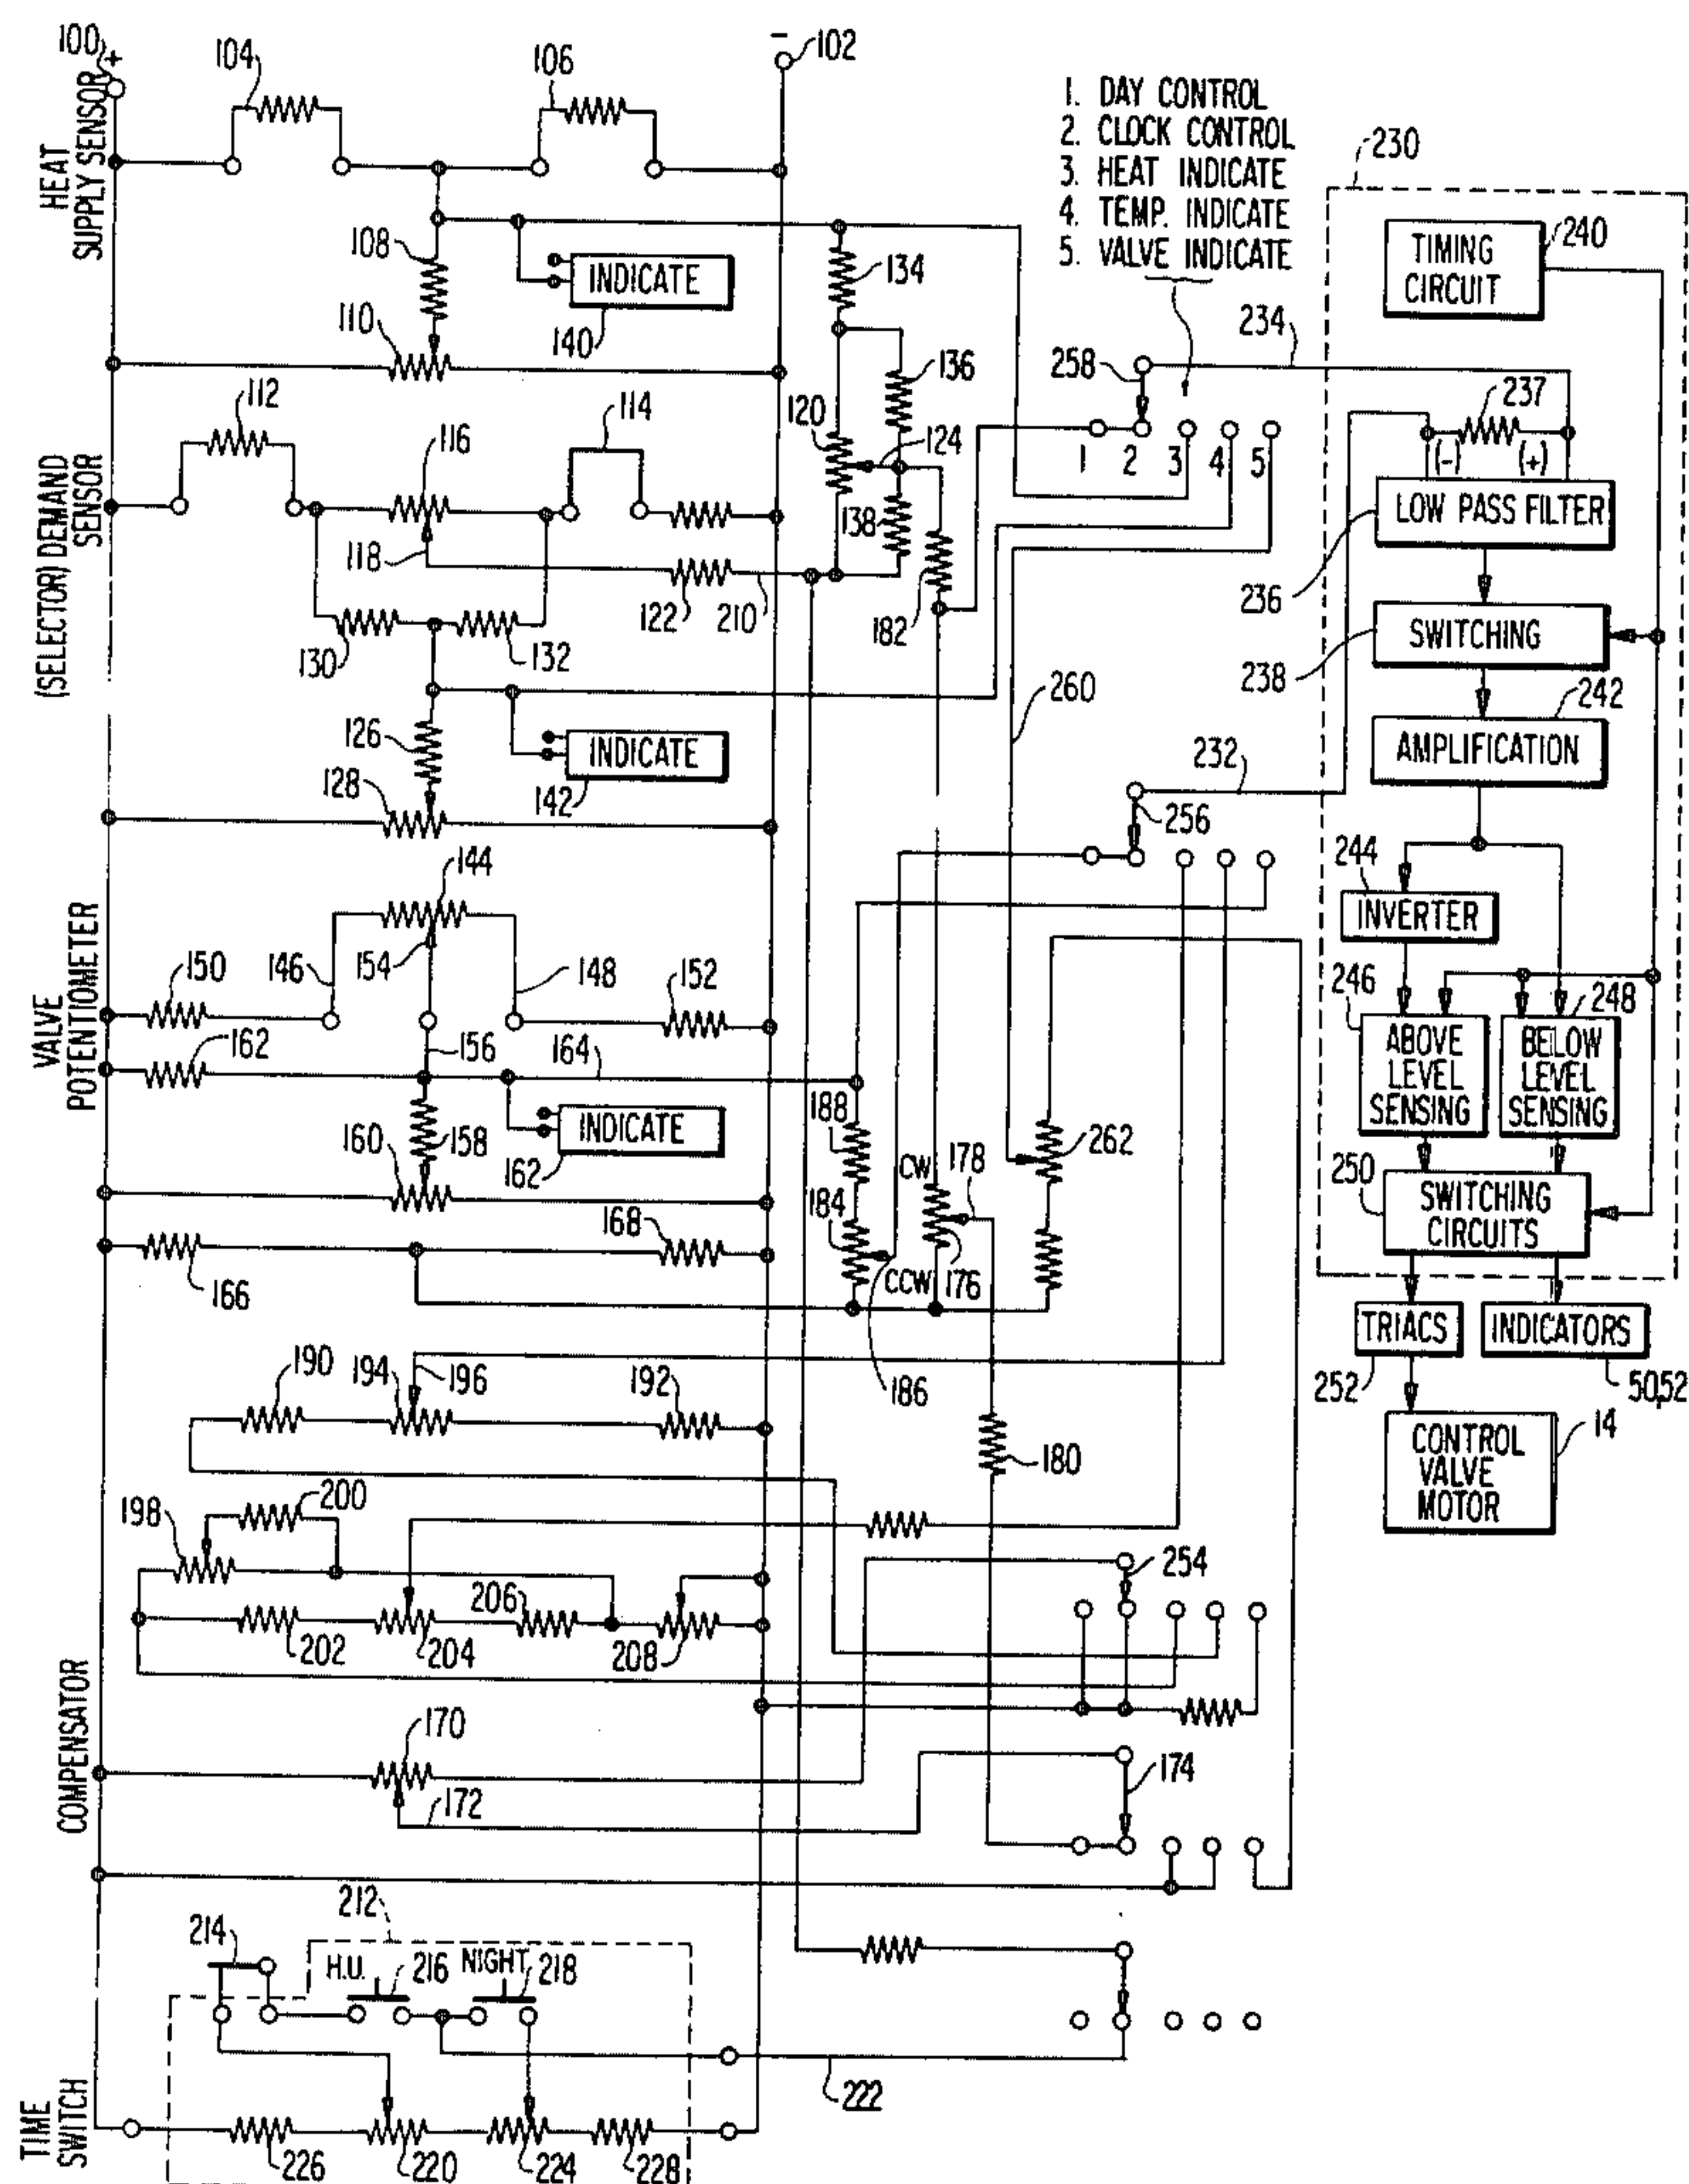 100
+
104
106
−
102
HEAT
SUPPLY SENSOR
1. DAY CONTROL
2. CLOCK CONTROL
3. HEAT INDICATE
4. TEMP. INDICATE
5. VALVE INDICATE
230
TIMING
CIRCUIT
240
108
INDICATE
140
134
110
234
258
136
237
112
116
114
120
124
1 2 3 4 5
(-) (+)
LOW PASS FILTER
(SELECTOR) DEMAND
SENSOR
118
138
122
210
182
236
130
132
SWITCHING
238
260
242
126
INDICATE
142
AMPLIFICATION
128
232
256
144
244
INVERTER
VALVE
POTENTIOMETER
150
146
154
148
152
246
248
162
156
164
ABOVE
LEVEL
SENSING
BELOW
LEVEL
SENSING
188
160
158
INDICATE
162
CW
178
262
250
184
168
SWITCHING
CIRCUITS
166
CCW
176
TRIACS
INDICATORS
190
194
196
192
186
252
50,52
180
CONTROL
VALVE
MOTOR
14
198
200
254
206
202
204
208
COMPENSATOR
170
172
174
212
214
H.U.
216
NIGHT
218
222
TIME
SWITCH
226
220
224
228